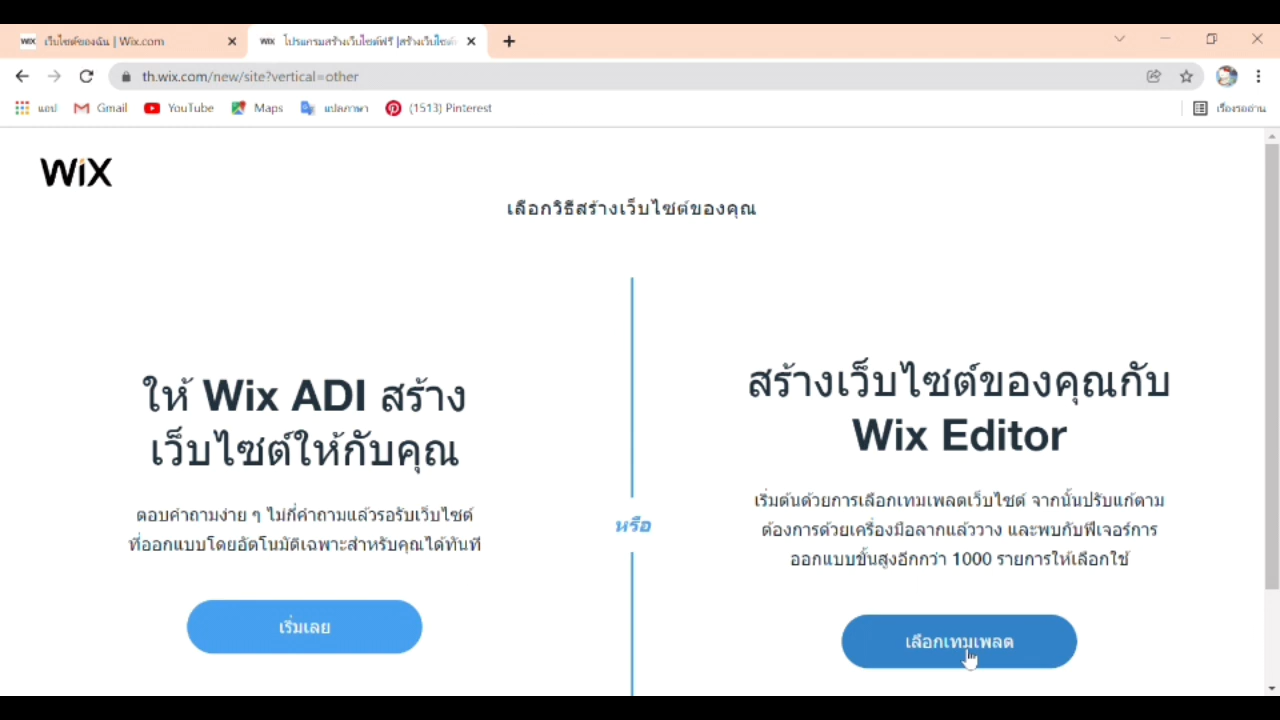 WIX เว็บไซต์ของฉัน | Wix.com
WIX โปรแกรมสร้างเว็บไซต์ฟรี |สร้างเว็บไซต์
th.wix.com/new/site?vertical=other
แอป Gmail YouTube Maps แปลภาษา (1513) Pinterest เรื่องรออ่าน
WiX
เลือกวิธีสร้างเว็บไซต์ของคุณ
ให้ Wix ADI สร้าง
เว็บไซต์ให้กับคุณ
ตอบคำถามง่าย ๆ ไม่กี่คำถามแล้วรอรับเว็บไซต์
ที่ออกแบบโดยอัตโนมัติเฉพาะสำหรับคุณได้ทันที
เริ่มเลย
หรือ
สร้างเว็บไซต์ของคุณกับ
Wix Editor
เริ่มต้นด้วยการเลือกเทมเพลตเว็บไซต์ จากนั้นปรับแก้ตาม
ต้องการด้วยเครื่องมือลากแล้ววาง และพบกับฟีเจอร์การ
ออกแบบขั้นสูงอีกกว่า 1000 รายการให้เลือกใช้
เลือกเทมเพลต